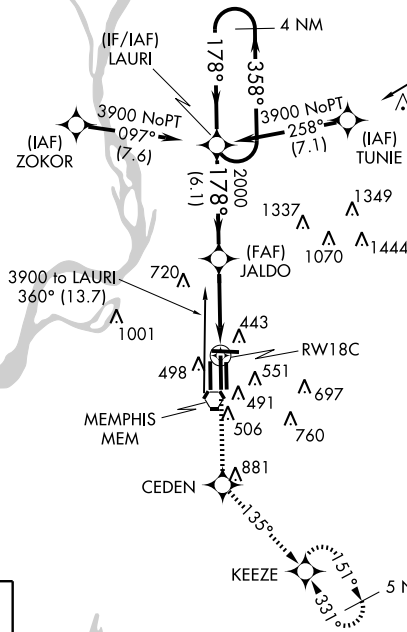 4 NM
(IF/IAF)
LAURI
178°
358°
3900 NoPT
097°
(7.6)
3900 NoPT
258°
(7.1)
(IAF)
ZOKOR
(IAF)
TUNIE
2000
178°
(6.1)
1349
1337
1070
1444
(FAF)
JALDO
3900 to LAURI
360° (13.7)
720
1001
443
RW18C
498
551
697
491
MEMPHIS
MEM
506
760
881
CEDEN
135°
KEEZE
151°
331°
5 N